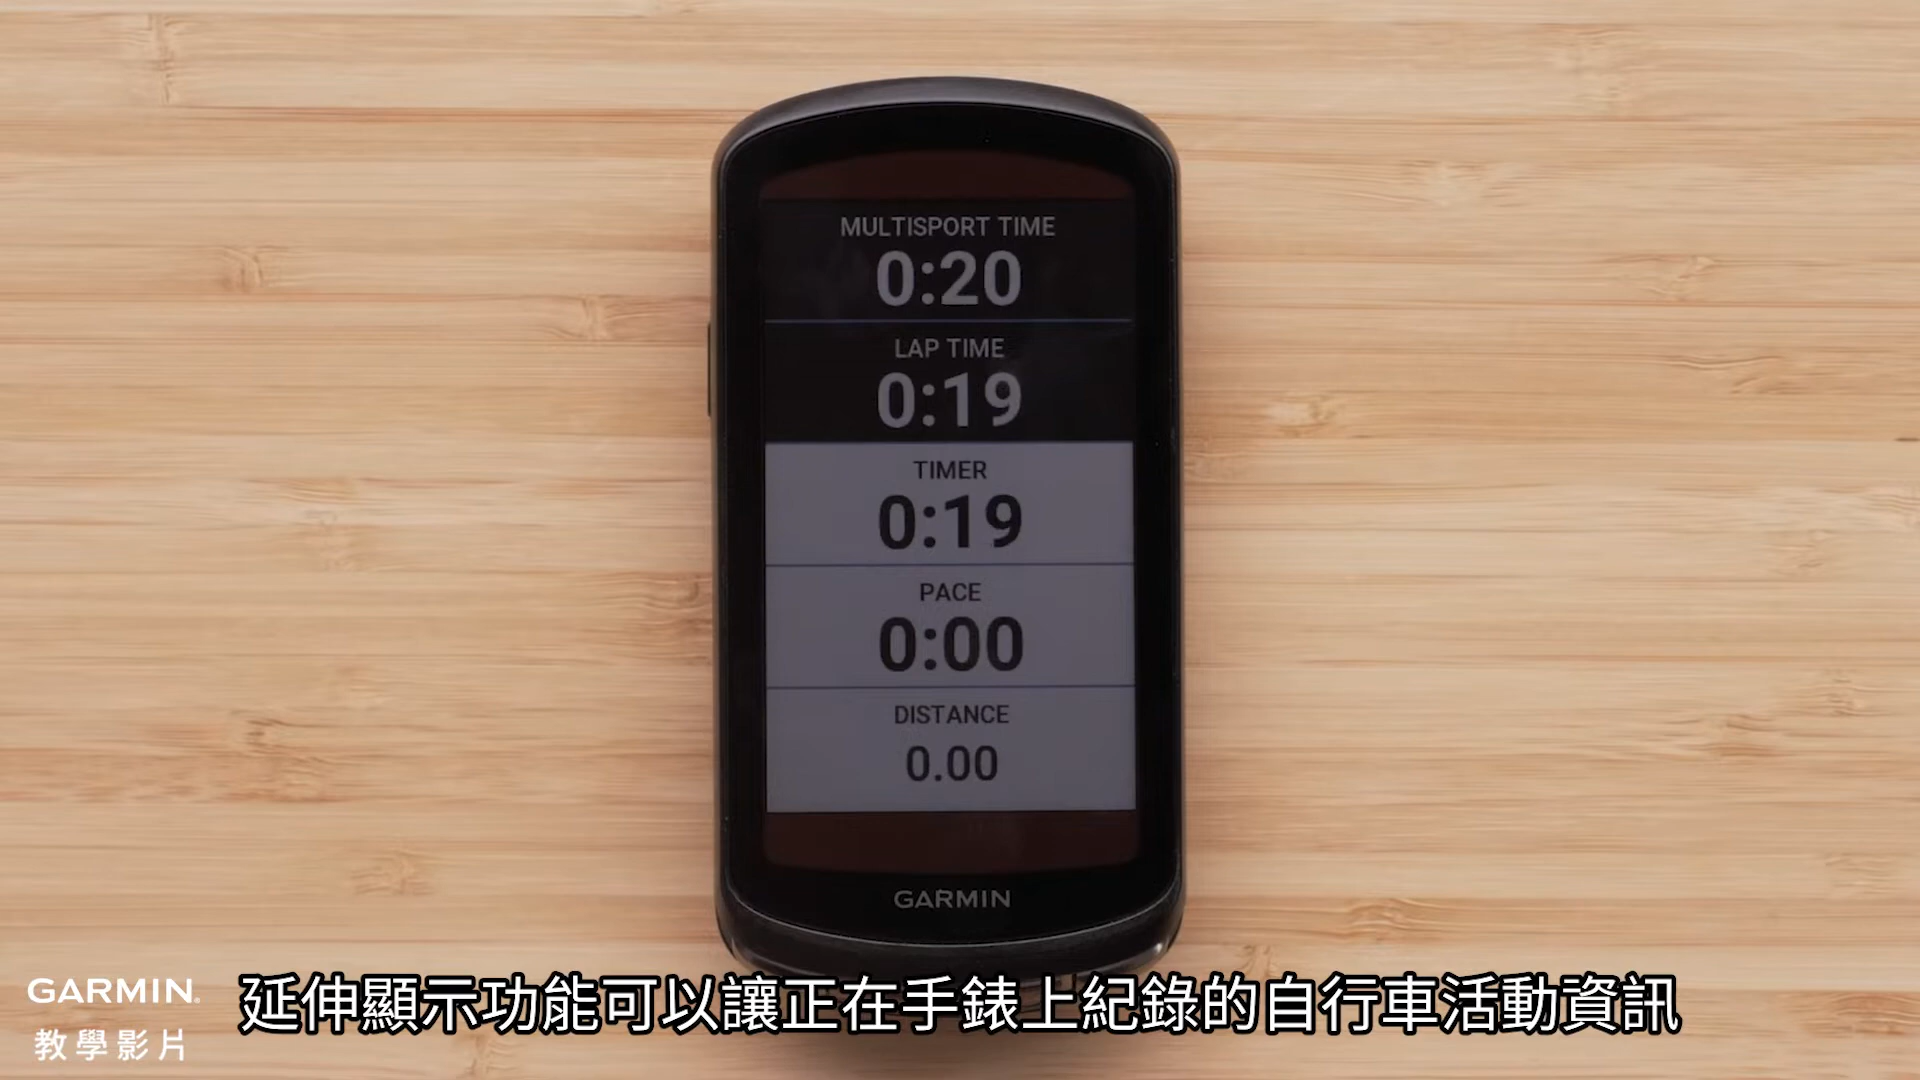 MULTISPORT TIME
0:20
LAP TIME
0:19
TIMER
0:19
PACE
0:00
DISTANCE
0.00
GARMIN
GARMIN.
教學影片
延伸顯示功能可以讓正在手錶上紀錄的自行車活動資訊